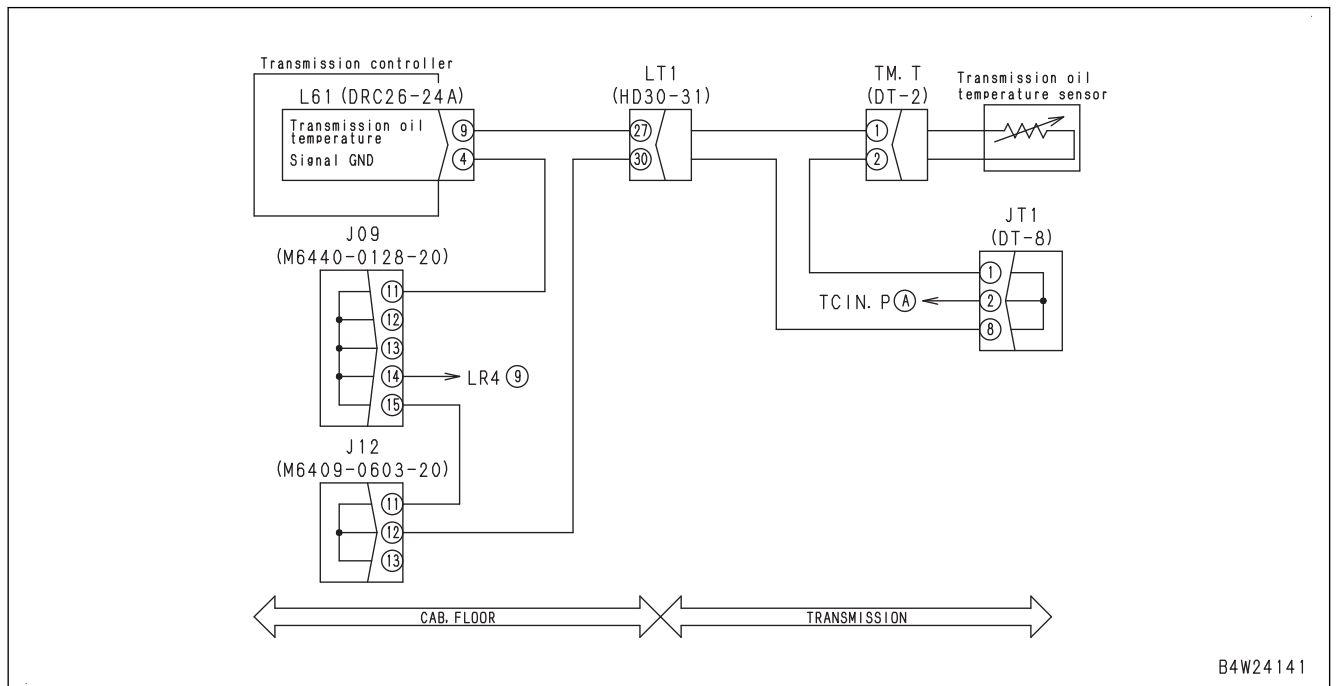 Transmission controller
L61 (DRC26-24A)
Transmission oil
temperature
Signal GND
9
4
LT1
(HD30-31)
27
30
TM. T
(DT-2)
1
2
Transmission oil
temperature sensor
J09
(M6440-0128-20)
11
12
13
14
15
LR4 9
JT1
(DT-8)
1
2
8
TCIN. P A
J12
(M6409-0603-20)
11
12
13
CAB. FLOOR
TRANSMISSION
B4W24141